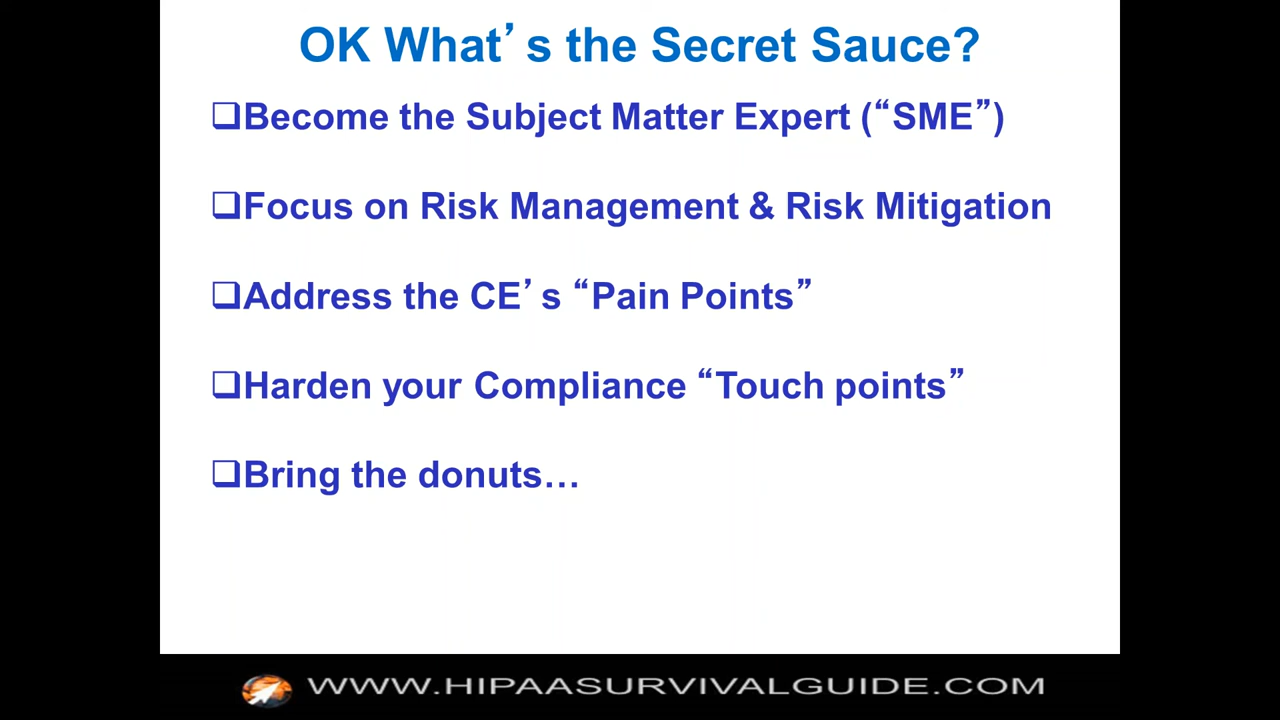 OK What’s the Secret Sauce?
❑Become the Subject Matter Expert (“SME”)
❑Focus on Risk Management & Risk Mitigation
❑Address the CE’s “Pain Points”
❑Harden your Compliance “Touch points”
❑Bring the donuts…
WWW.HIPAASURVIVALGUIDE.COM